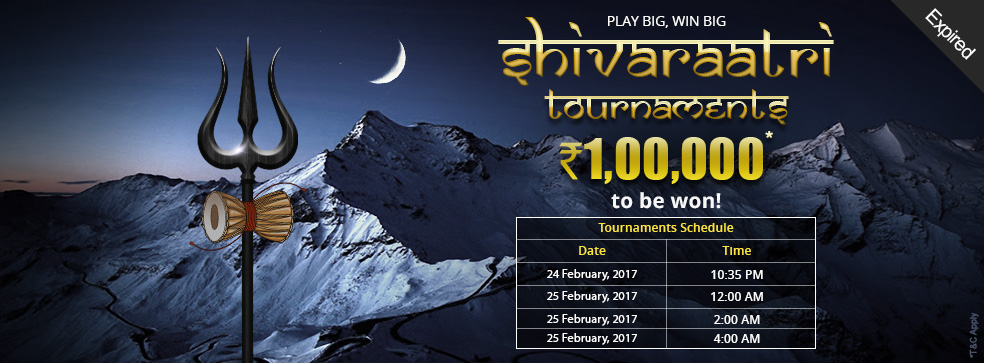 PLAY BIG, WIN BIG
Expired
Shivaraatri
Tournaments
₹1,00,000*
to be won!
Tournaments Schedule
Date Time
24 February, 2017 10:35 PM
25 February, 2017 12:00 AM
25 February, 2017 2:00 AM
25 February, 2017 4:00 AM
*T&C Apply